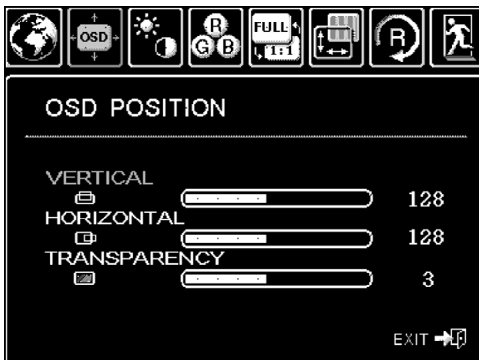 OSD
R
G B
FULL
1:1
R
OSD POSITION
VERTICAL
128
HORIZONTAL
128
TRANSPARENCY
3
EXIT